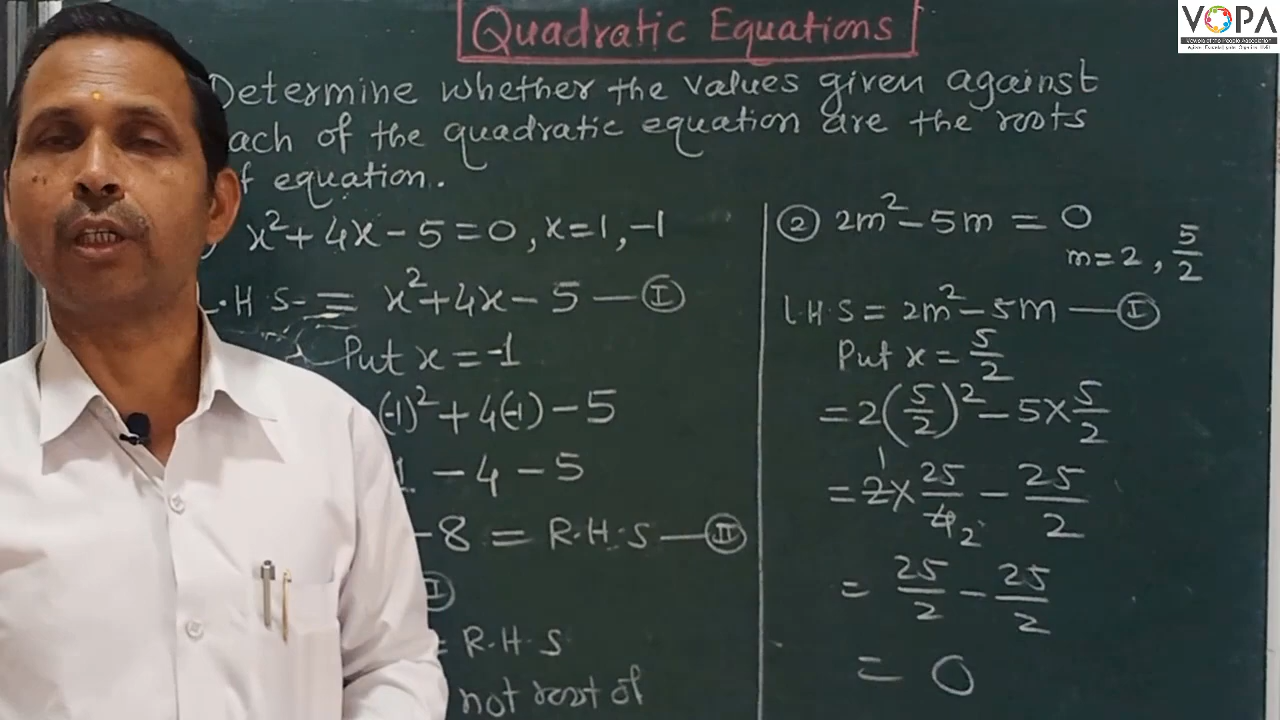 VOPA
Quadratic Equations
Determine whether the values given against
ach of the quadratic equation are the roots
f equation.
x²+4x-5=0, x=1, -1
L.H.S = x²+4x-5 — Ⓘ
Put x = -1
(-1)² + 4(-1) - 5
1 - 4 - 5
-8 = R.H.S — Ⓘⓘ
Ⓘ
= R.H.S
not root of
② 2m²-5m = 0
m=2, 5/2
L.H.S = 2m²-5m — Ⓘ
Put x = 5/2
= 2(5/2)² - 5×5/2
1
= 2×25/4 - 25/2
2
= 25/2 - 25/2
= 0